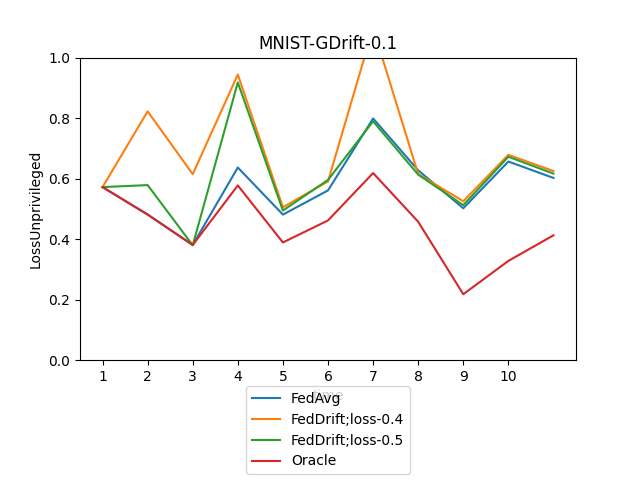 MNIST-GDrift-0.1
LossUnprivileged
1.0
0.8
0.6
0.4
0.2
0.0
1 2 3 4 5 6 7 8 9 10
time
FedAvg
FedDrift;loss-0.4
FedDrift;loss-0.5
Oracle